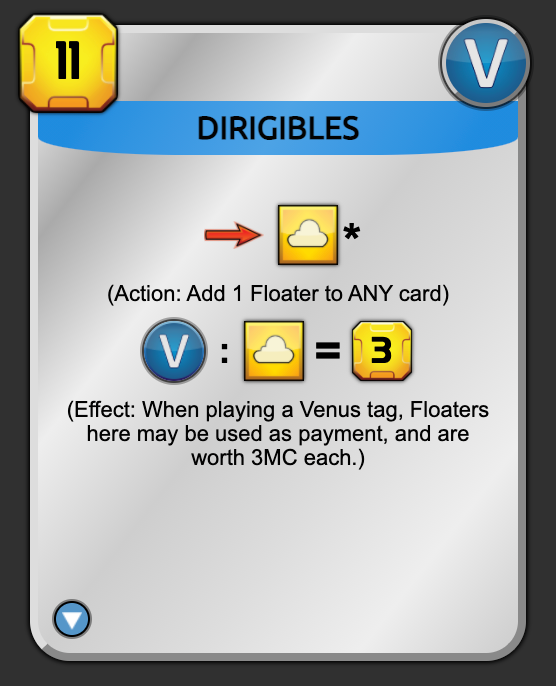 11
V
DIRIGIBLES
*
(Action: Add 1 Floater to ANY card)
V : = 3
(Effect: When playing a Venus tag, Floaters
here may be used as payment, and are
worth 3MC each.)